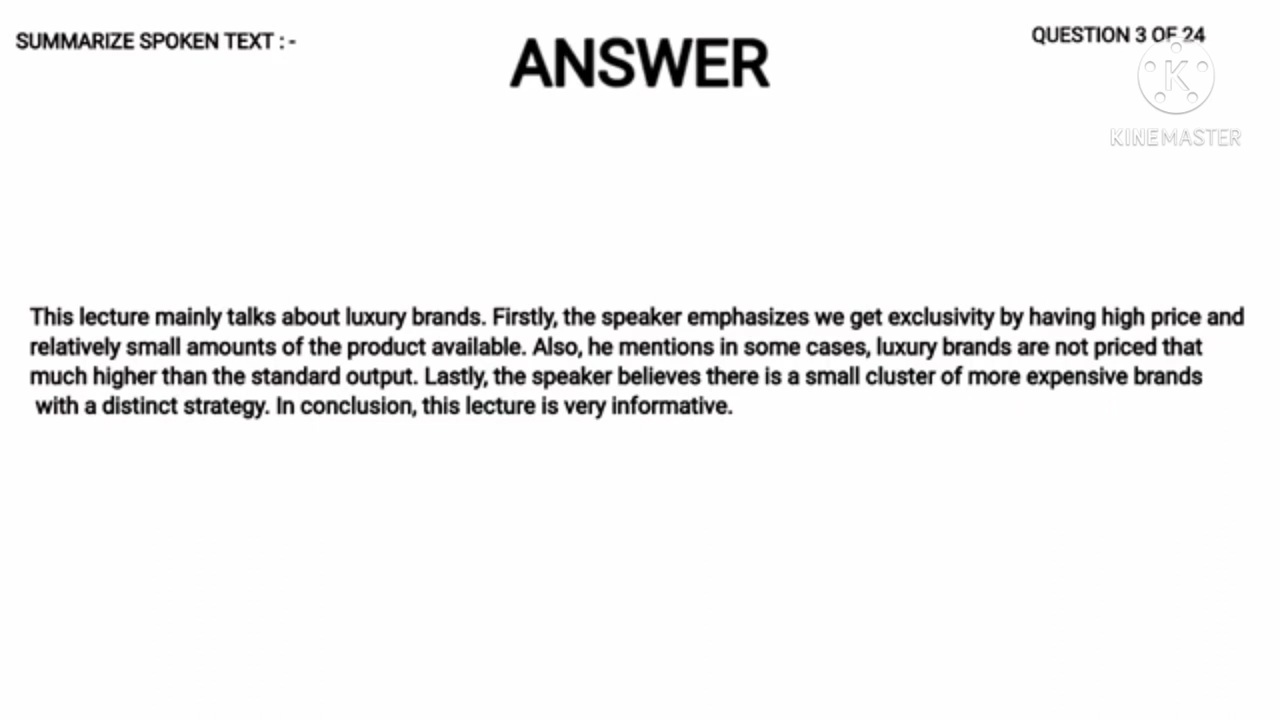 SUMMARIZE SPOKEN TEXT : -
ANSWER
QUESTION 3 OF 24
K
KINEMASTER
This lecture mainly talks about luxury brands. Firstly, the speaker emphasizes we get exclusivity by having high price and
relatively small amounts of the product available. Also, he mentions in some cases, luxury brands are not priced that
much higher than the standard output. Lastly, the speaker believes there is a small cluster of more expensive brands
with a distinct strategy. In conclusion, this lecture is very informative.